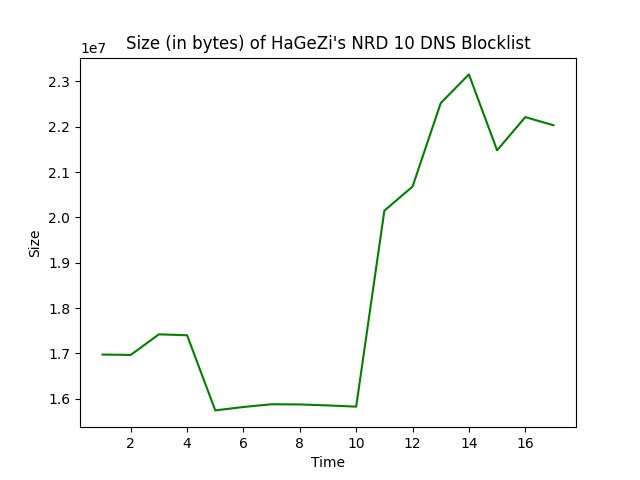 Size (in bytes) of HaGeZi's NRD 10 DNS Blocklist
1e7
2.3
2.2
2.1
2.0
1.9
1.8
1.7
1.6
Size
2 4 6 8 10 12 14 16
Time